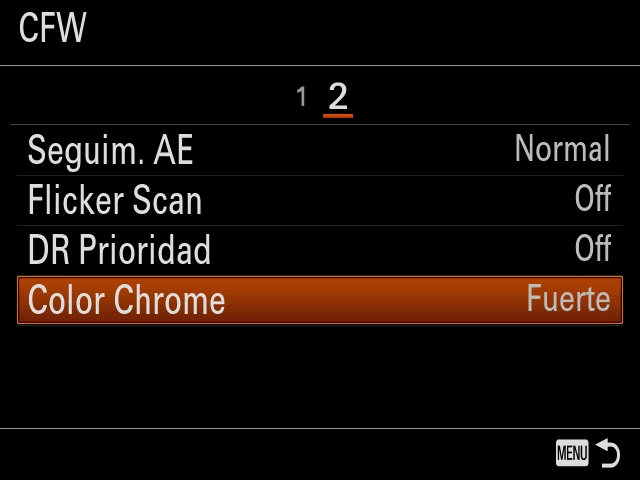 CFW
1 2
Seguim. AE Normal
Flicker Scan Off
DR Prioridad Off
Color Chrome Fuerte
MENU